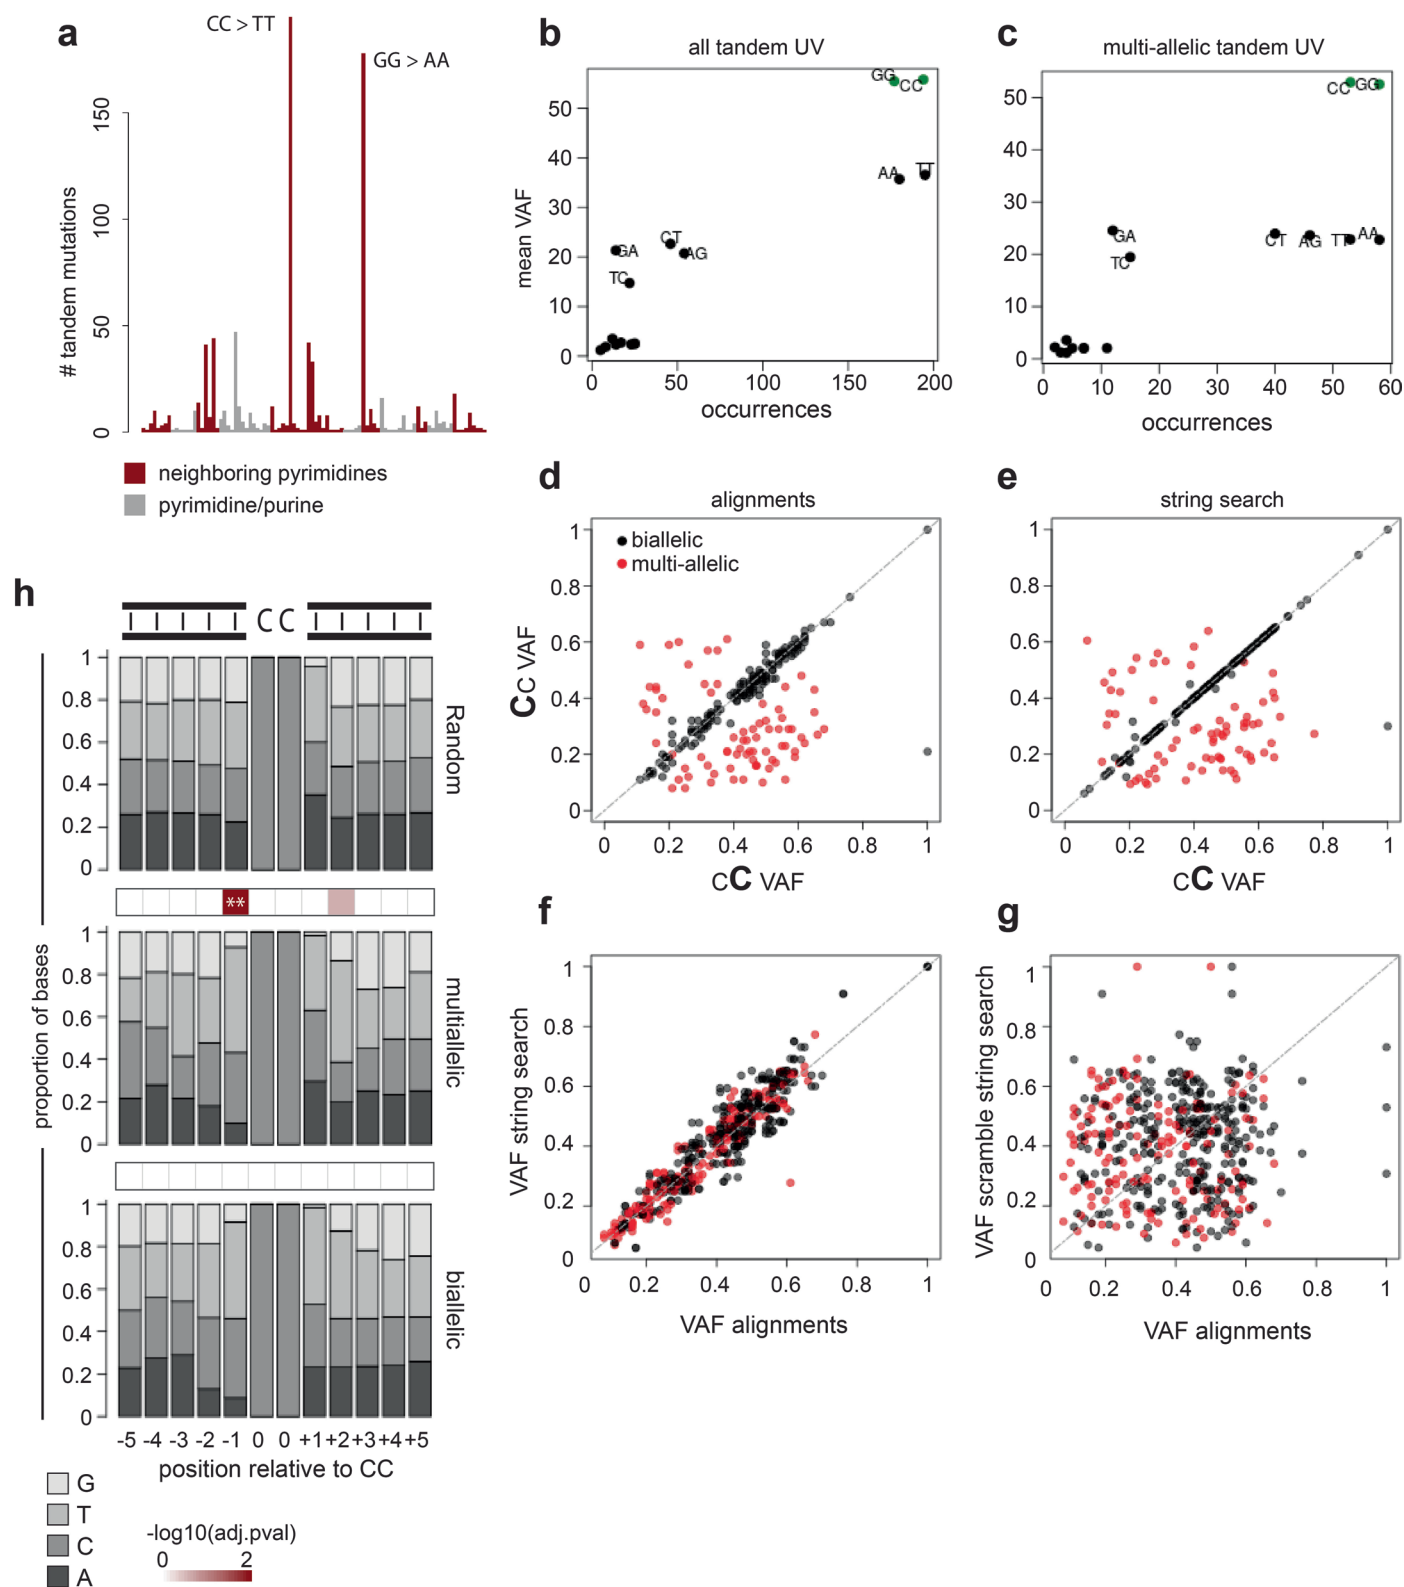 a
CC > TT
GG > AA
# tandem mutations
150
100
50
0
neighboring pyrimidines
pyrimidine/purine
b
all tandem UV
mean VAF
50
40
30
20
10
0
GG
CC
AA
TT
CT
AG
GA
TC
0 50 100 150 200
occurrences
c
multi-allelic tandem UV
50
40
30
20
10
0
CC
GG
GA
TC
CT
AG
TT
AA
0 10 20 30 40 50 60
occurrences
d
alignments
biallelic
multi-allelic
CC VAF
1
0.8
0.6
0.4
0.2
0
0 0.2 0.4 0.6 0.8 1
CC VAF
e
string search
1
0.8
0.6
0.4
0.2
0
0 0.2 0.4 0.6 0.8 1
CC VAF
f
VAF string search
1
0.8
0.6
0.4
0.2
0
0 0.2 0.4 0.6 0.8 1
VAF alignments
g
VAF scramble string search
1
0.8
0.6
0.4
0.2
0
0 0.2 0.4 0.6 0.8 1
VAF alignments
h
C C
proportion of bases
1
0.8
0.6
0.4
0.2
0
Random
**
1
0.8
0.6
0.4
0.2
0
multiallelic
1
0.8
0.6
0.4
0.2
0
biallelic
-5 -4 -3 -2 -1 0 0 +1 +2 +3 +4 +5
position relative to CC
G
T
C
A
-log10(adj.pval)
0 2